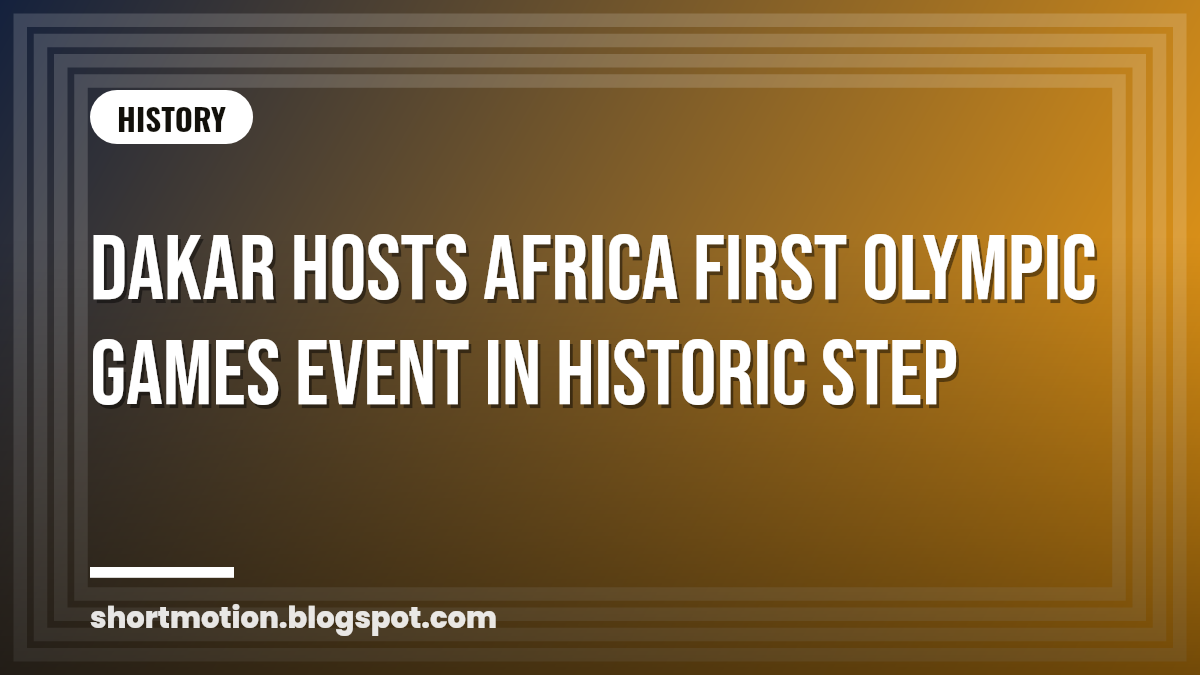 HISTORY
DAKAR HOSTS AFRICA FIRST OLYMPIC
GAMES EVENT IN HISTORIC STEP
shortmotion.blogspot.com